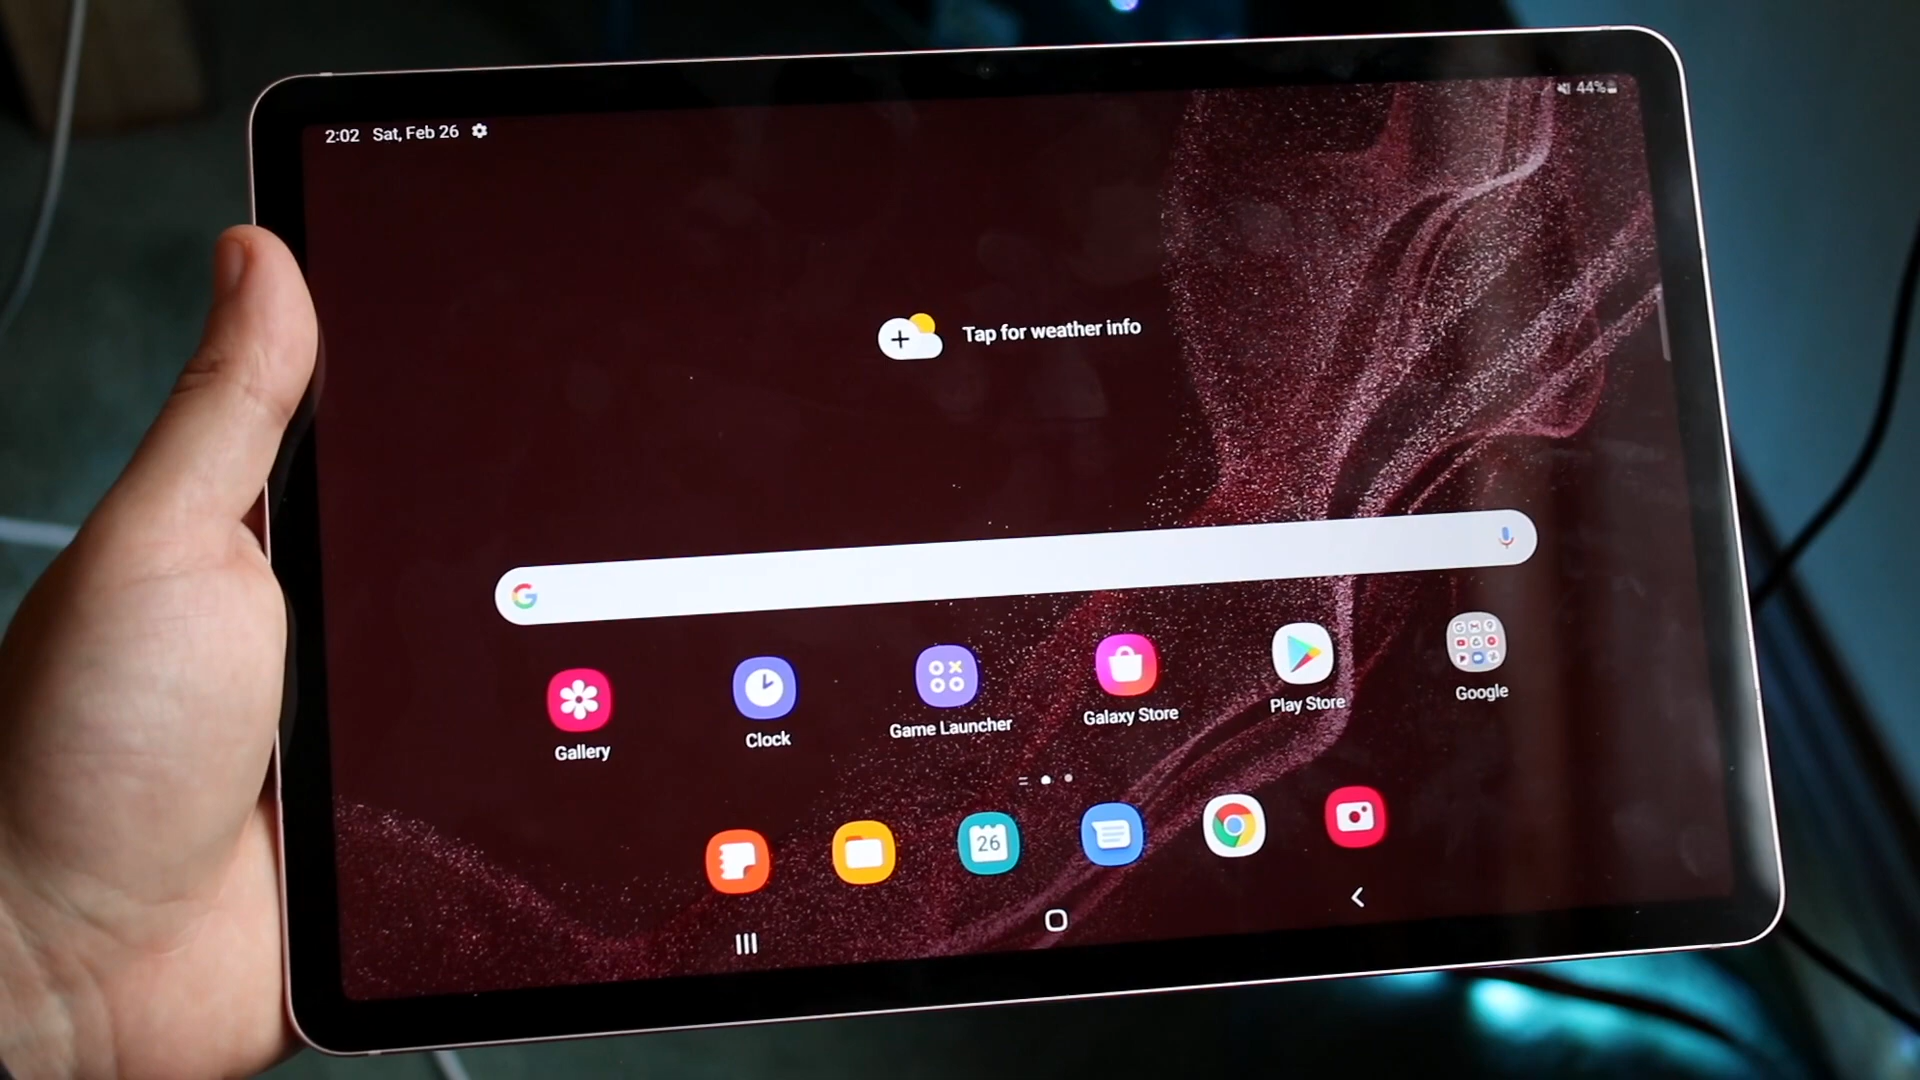 2:02 Sat, Feb 26
44%
Tap for weather info
G
Gallery
Clock
Game Launcher
Galaxy Store
Play Store
Google
26